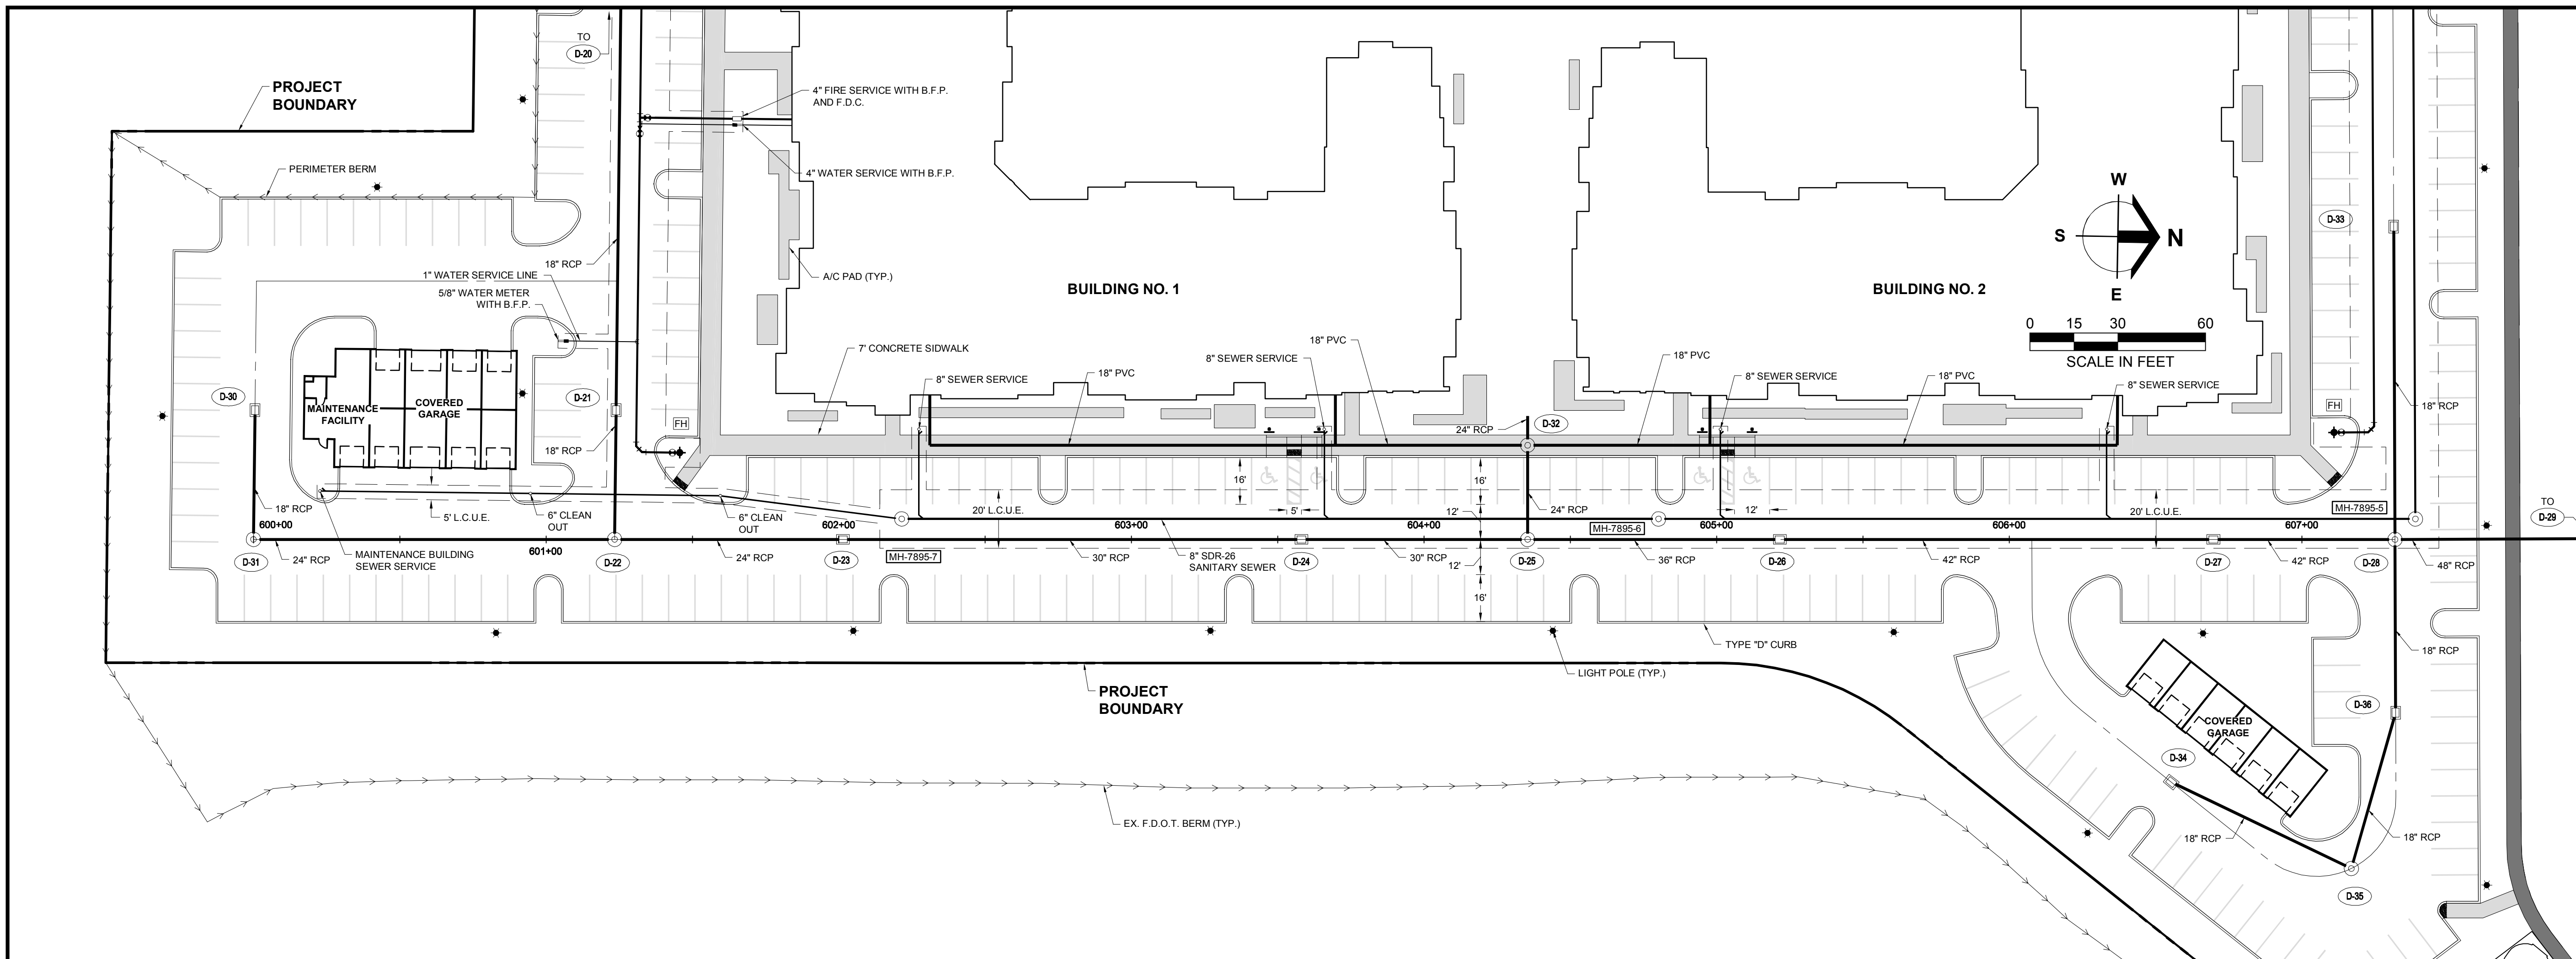 TO
D-20
PROJECT
BOUNDARY
4" FIRE SERVICE WITH B.F.P.
AND F.D.C.
PERIMETER BERM
4" WATER SERVICE WITH B.F.P.
W
S
N
E
D-33
18" RCP
1" WATER SERVICE LINE
5/8" WATER METER
WITH B.F.P.
A/C PAD (TYP.)
BUILDING NO. 1
BUILDING NO. 2
0 15 30 60
SCALE IN FEET
7' CONCRETE SIDWALK
8" SEWER SERVICE
18" PVC
8" SEWER SERVICE
18" PVC
18" PVC
8" SEWER SERVICE
18" PVC
8" SEWER SERVICE
D-30
MAINTENANCE
FACILITY
COVERED
GARAGE
D-21
FH
24" RCP
D-32
FH
18" RCP
18" RCP
16'
16'
18" RCP
5' L.C.U.E.
6" CLEAN
OUT
6" CLEAN
OUT
20' L.C.U.E.
5'
12'
24" RCP
12'
20' L.C.U.E.
MH-7895-5
TO
D-29
600+00
601+00
602+00
603+00
604+00
605+00
606+00
607+00
MH-7895-6
D-31
24" RCP
MAINTENANCE BUILDING
SEWER SERVICE
D-22
24" RCP
D-23
MH-7895-7
30" RCP
8" SDR-26
SANITARY SEWER
D-24
30" RCP
12'
D-25
36" RCP
D-26
42" RCP
D-27
42" RCP
D-28
48" RCP
16'
TYPE "D" CURB
LIGHT POLE (TYP.)
18" RCP
PROJECT
BOUNDARY
D-36
COVERED
GARAGE
D-34
EX. F.D.O.T. BERM (TYP.)
18" RCP
18" RCP
D-35